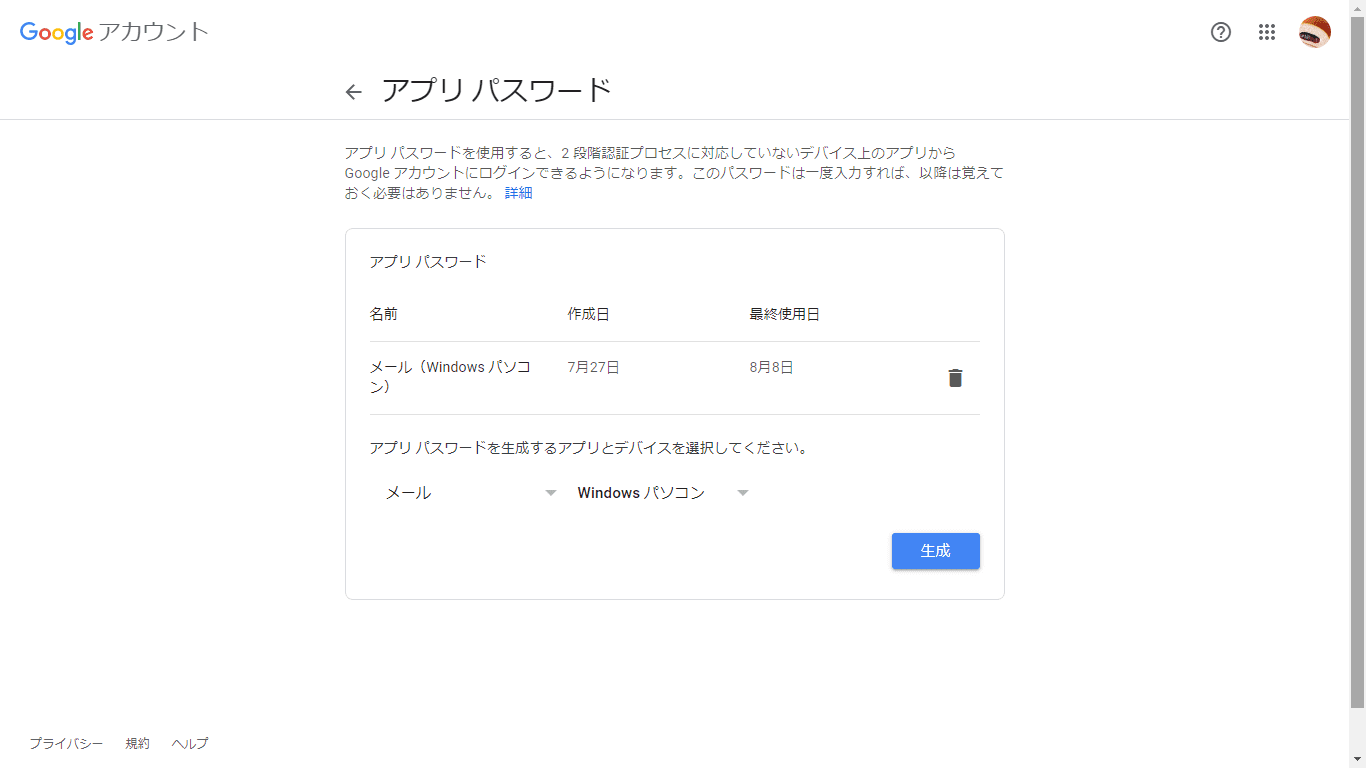 Google アカウント
アプリ パスワード
アプリ パスワードを使用すると、2 段階認証プロセスに対応していないデバイス上のアプリから
Google アカウントにログインできるようになります。このパスワードは一度入力すれば、以降は覚えて
おく必要はありません。 詳細
アプリ パスワード
名前 作成日 最終使用日
メール（Windows パソコ
ン） 7月27日 8月8日
アプリ パスワードを生成するアプリとデバイスを選択してください。
メール Windows パソコン
生成
プライバシー 規約 ヘルプ